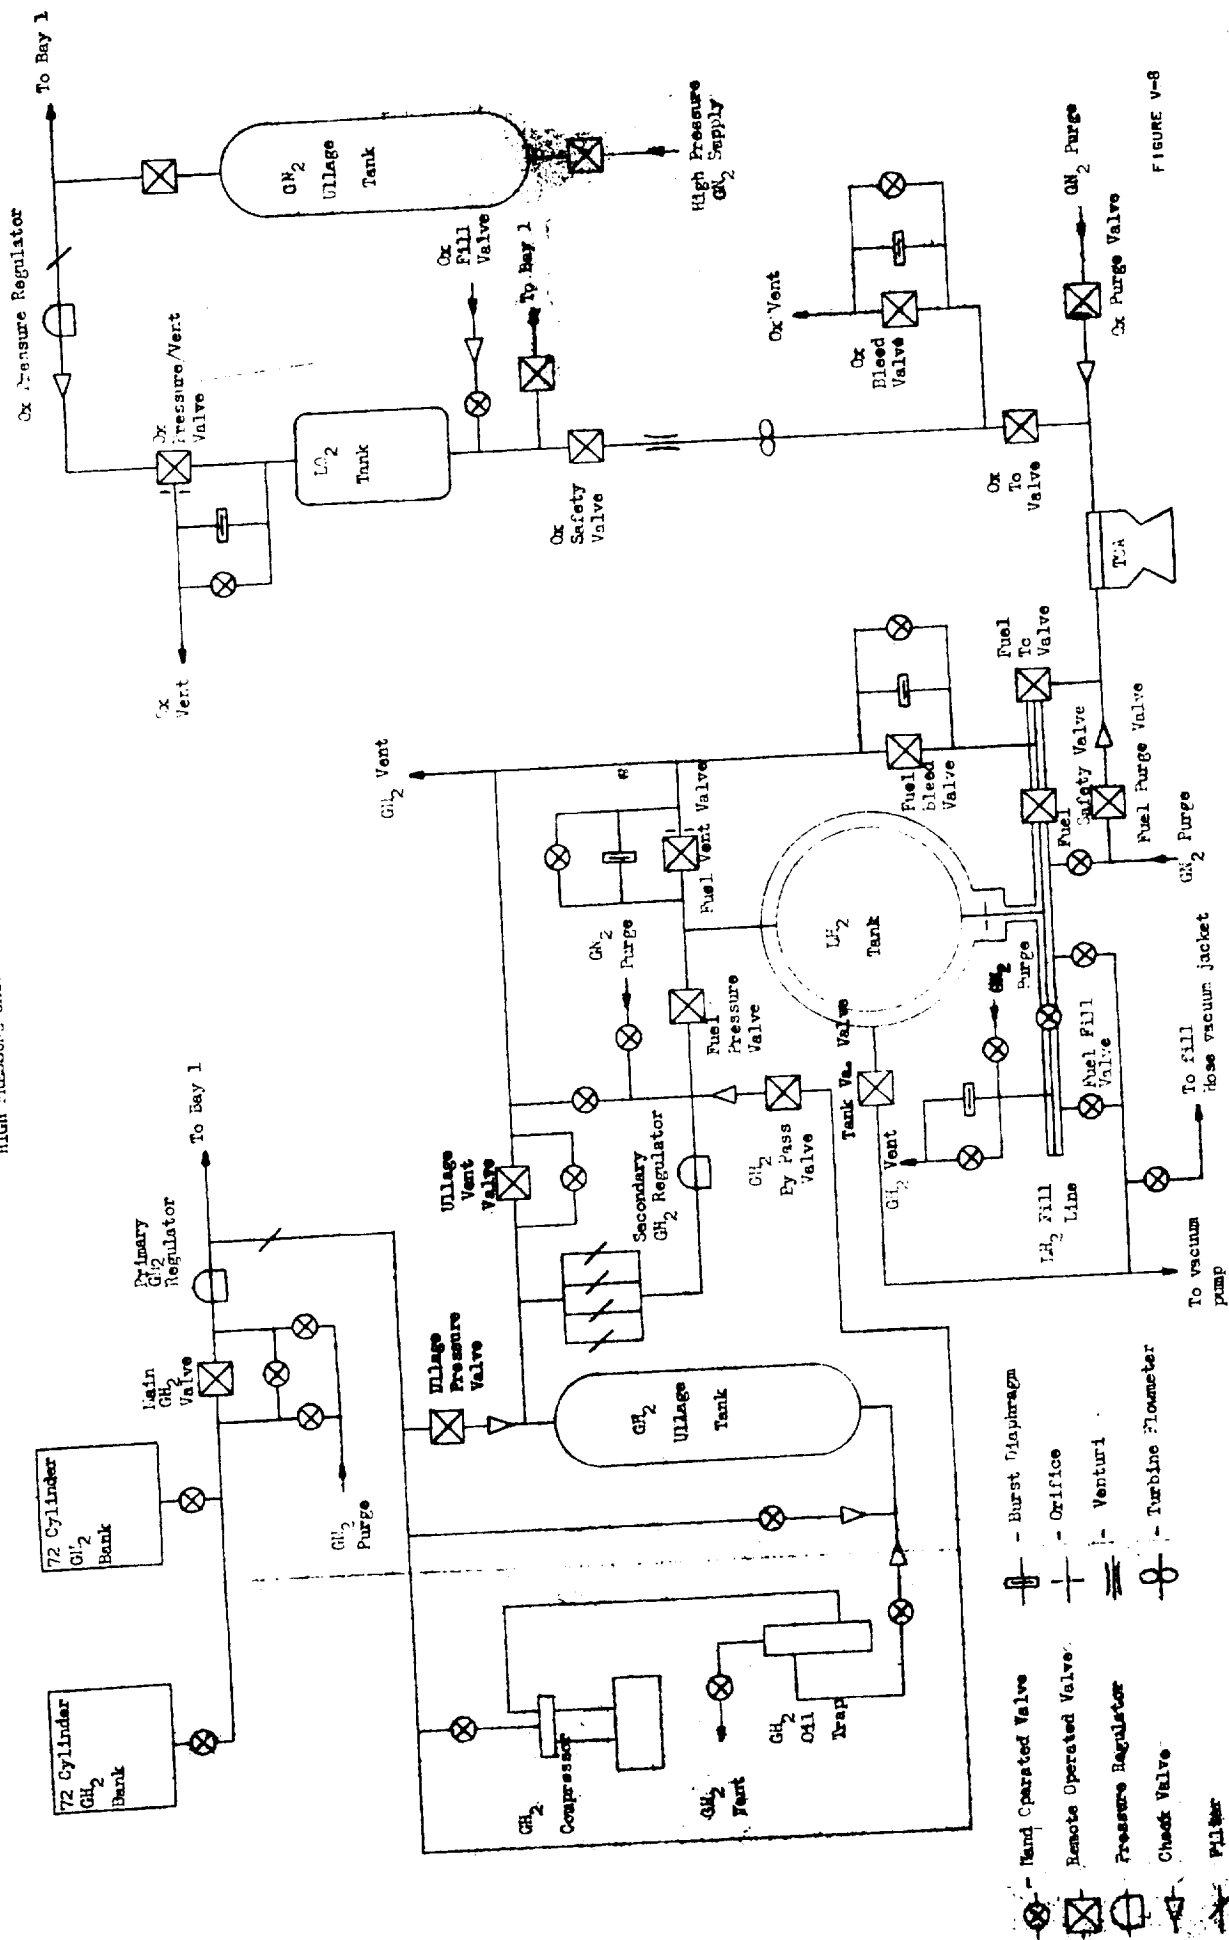 To Bay 1
Ox Pressure Regulator
GN2
Ullage
Tank
High Pressure
GN2 Supply
Ox
Fill
Valve
To Bay 1
Pressure/Vent
Valve
LO2
Tank
Ox
Safety
Valve
Vent
Ox Vent
Ox
Bleed
Valve
GN2 Purge
Ox Purge Valve
Ox
To
Valve
TCA
FIGURE V-8
GH2 Vent
Fuel
bleed
Valve
Fuel
Tc
Valve
Fuel
Safety Valve
Fuel Purge Valve
GN2 Purge
Fuel Vent Valve
GN2
Purge
Fuel
Pressure
Valve
LH2
Tank
Purge
Tank Va. Valve
GH2 Vent
Fuel Fill
Valve
LH2 Fill
Line
To fill
Hose vacuum jacket
To vacuum
pump
To Bay 1
Primary
GH2
Regulator
Main
GH2
Valve
Ullage
Vent
Valve
Secondary
GH2 Regulator
GH2
By Pass
Valve
Ullage
Pressure
Valve
GH2
Ullage
Tank
72 Cylinder
GH2
Bank
72 Cylinder
GH2
Bank
Purge
GH2
Compressor
GH2
Oil
Trap
GH2
Vent
- Hand Operated Valve
Remote Operated Valve
Pressure Regulator
Check Valve
Filter
- Burst Diaphragm
- Orifice
- Venturi
- Turbine Flowmeter